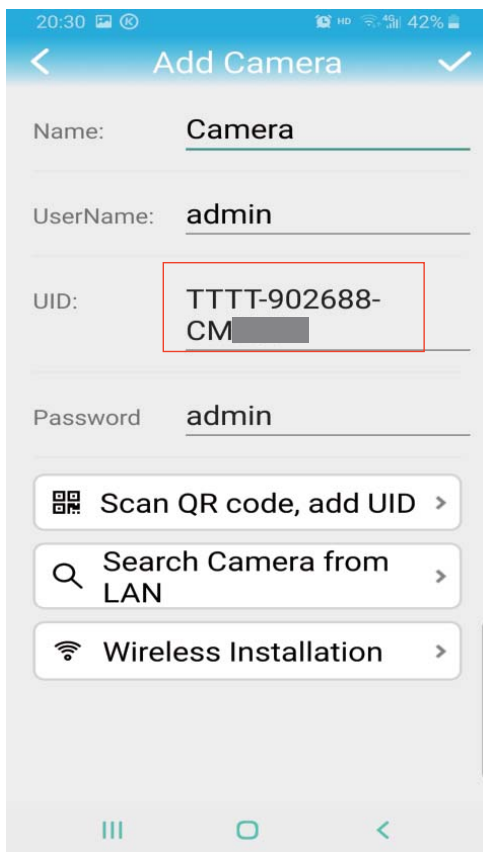 20:30 HD 4G 42%
Add Camera
Name: Camera
UserName: admin
UID: TTTT-902688-
CM
Password admin
Scan QR code, add UID
Search Camera from
LAN
Wireless Installation